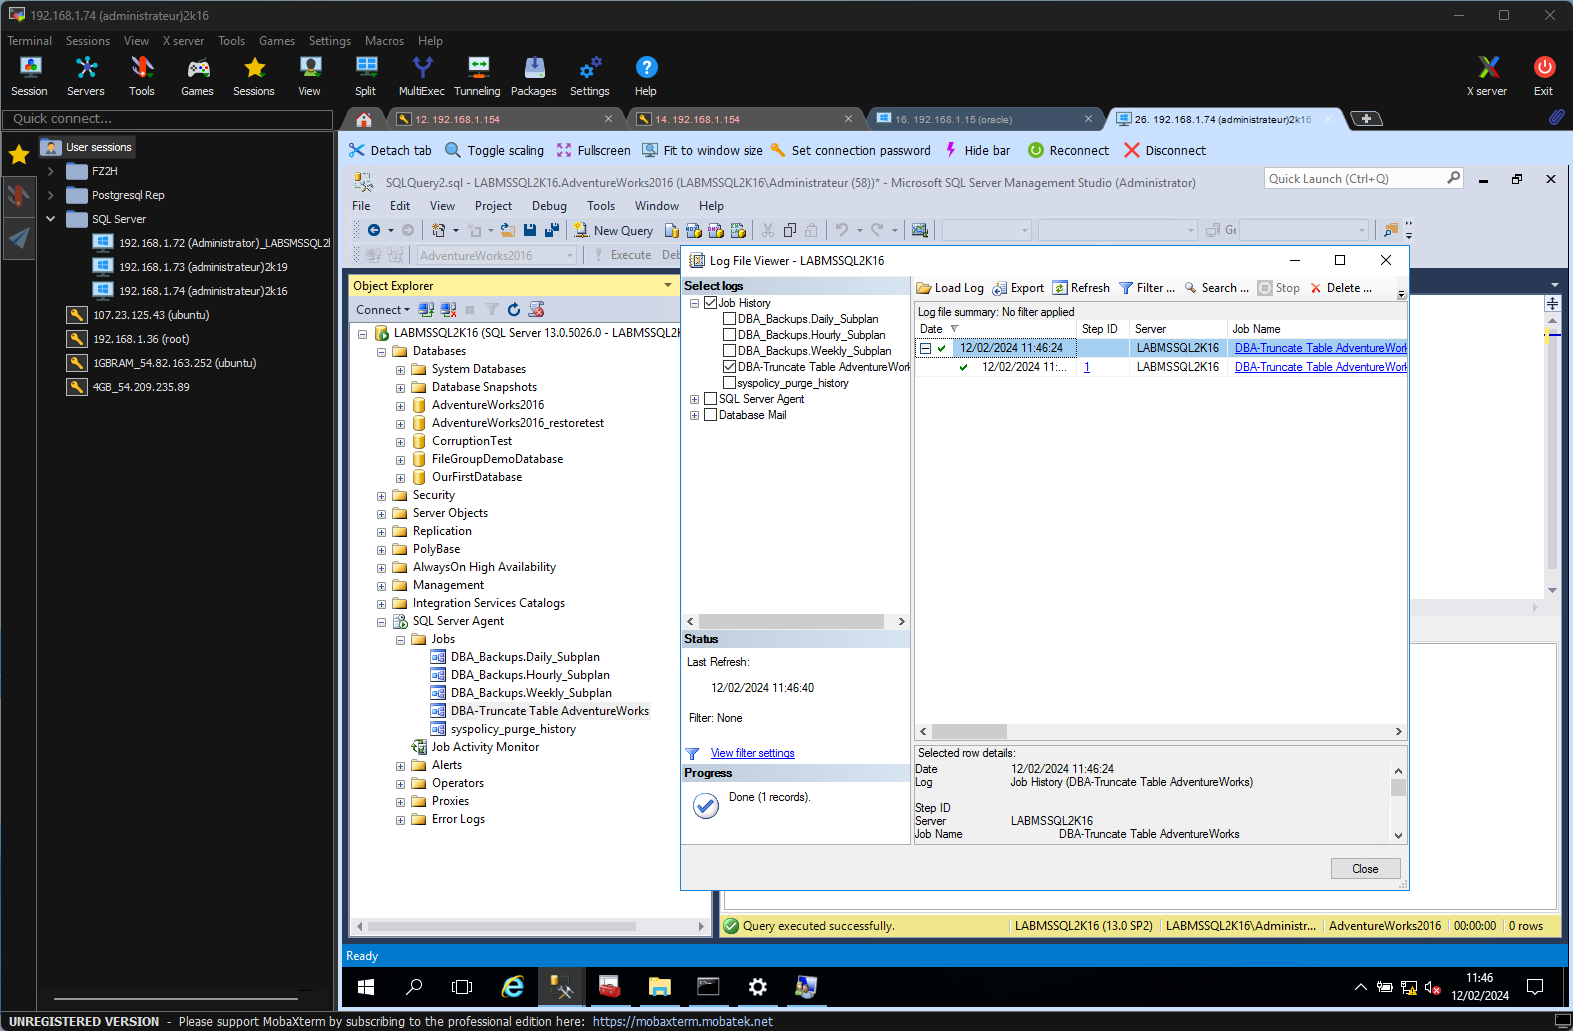 192.168.1.74 (administrateur)2k16
Terminal Sessions View X server Tools Games Settings Macros Help
Session Servers Tools Games Sessions View Split MultiExec Tunneling Packages Settings Help X server Exit
Quick connect...
12. 192.168.1.154
14. 192.168.1.154
16. 192.168.1.15 (oracle)
26. 192.168.1.74 (administrateur)2k16
Detach tab Toggle scaling Fullscreen Fit to window size Set connection password Hide bar Reconnect Disconnect
User sessions
FZ2H
Postgresql Rep
SQL Server
192.168.1.72 (Administrator)_LABSMSSQL2
192.168.1.73 (administrateur)2k19
192.168.1.74 (administrateur)2k16
107.23.125.43 (ubuntu)
192.168.1.36 (root)
1GBRAM_54.82.163.252 (ubuntu)
4GB_54.209.235.89
SQLQuery2.sql - LABMSSQL2K16.AdventureWorks2016 (LABMSSQL2K16\Administrateur (58))* - Microsoft SQL Server Management Studio (Administrator)
Quick Launch (Ctrl+Q)
File Edit View Project Debug Tools Window Help
New Query
AdventureWorks2016
Execute
Object Explorer
Connect
LABMSSQL2K16 (SQL Server 13.0.5026.0 - LABMSSQL2K
Databases
System Databases
Database Snapshots
AdventureWorks2016
AdventureWorks2016_restoretest
CorruptionTest
FileGroupDemoDatabase
OurFirstDatabase
Security
Server Objects
Replication
PolyBase
AlwaysOn High Availability
Management
Integration Services Catalogs
SQL Server Agent
Jobs
DBA_Backups.Daily_Subplan
DBA_Backups.Hourly_Subplan
DBA_Backups.Weekly_Subplan
DBA-Truncate Table AdventureWorks
syspolicy_purge_history
Job Activity Monitor
Alerts
Operators
Proxies
Error Logs
Log File Viewer - LABMSSQL2K16
Select logs
Job History
DBA_Backups.Daily_Subplan
DBA_Backups.Hourly_Subplan
DBA_Backups.Weekly_Subplan
DBA-Truncate Table AdventureWork
syspolicy_purge_history
SQL Server Agent
Database Mail
Status
Last Refresh:
12/02/2024 11:46:40
Filter: None
View filter settings
Progress
Done (1 records).
Load Log Export Refresh Filter ... Search ... Stop Delete ...
Log file summary: No filter applied
Date Step ID Server Job Name
12/02/2024 11:46:24 LABMSSQL2K16 DBA-Truncate Table AdventureWork
12/02/2024 11:... 1 LABMSSQL2K16 DBA-Truncate Table AdventureWork
Selected row details:
Date 12/02/2024 11:46:24
Log Job History (DBA-Truncate Table AdventureWorks)
Step ID
Server LABMSSQL2K16
Job Name DBA-Truncate Table AdventureWorks
Close
Query executed successfully. LABMSSQL2K16 (13.0 SP2) LABMSSQL2K16\Administr... AdventureWorks2016 00:00:00 0 rows
Ready
11:46
12/02/2024
UNREGISTERED VERSION - Please support MobaXterm by subscribing to the professional edition here: https://mobaxterm.mobatek.net